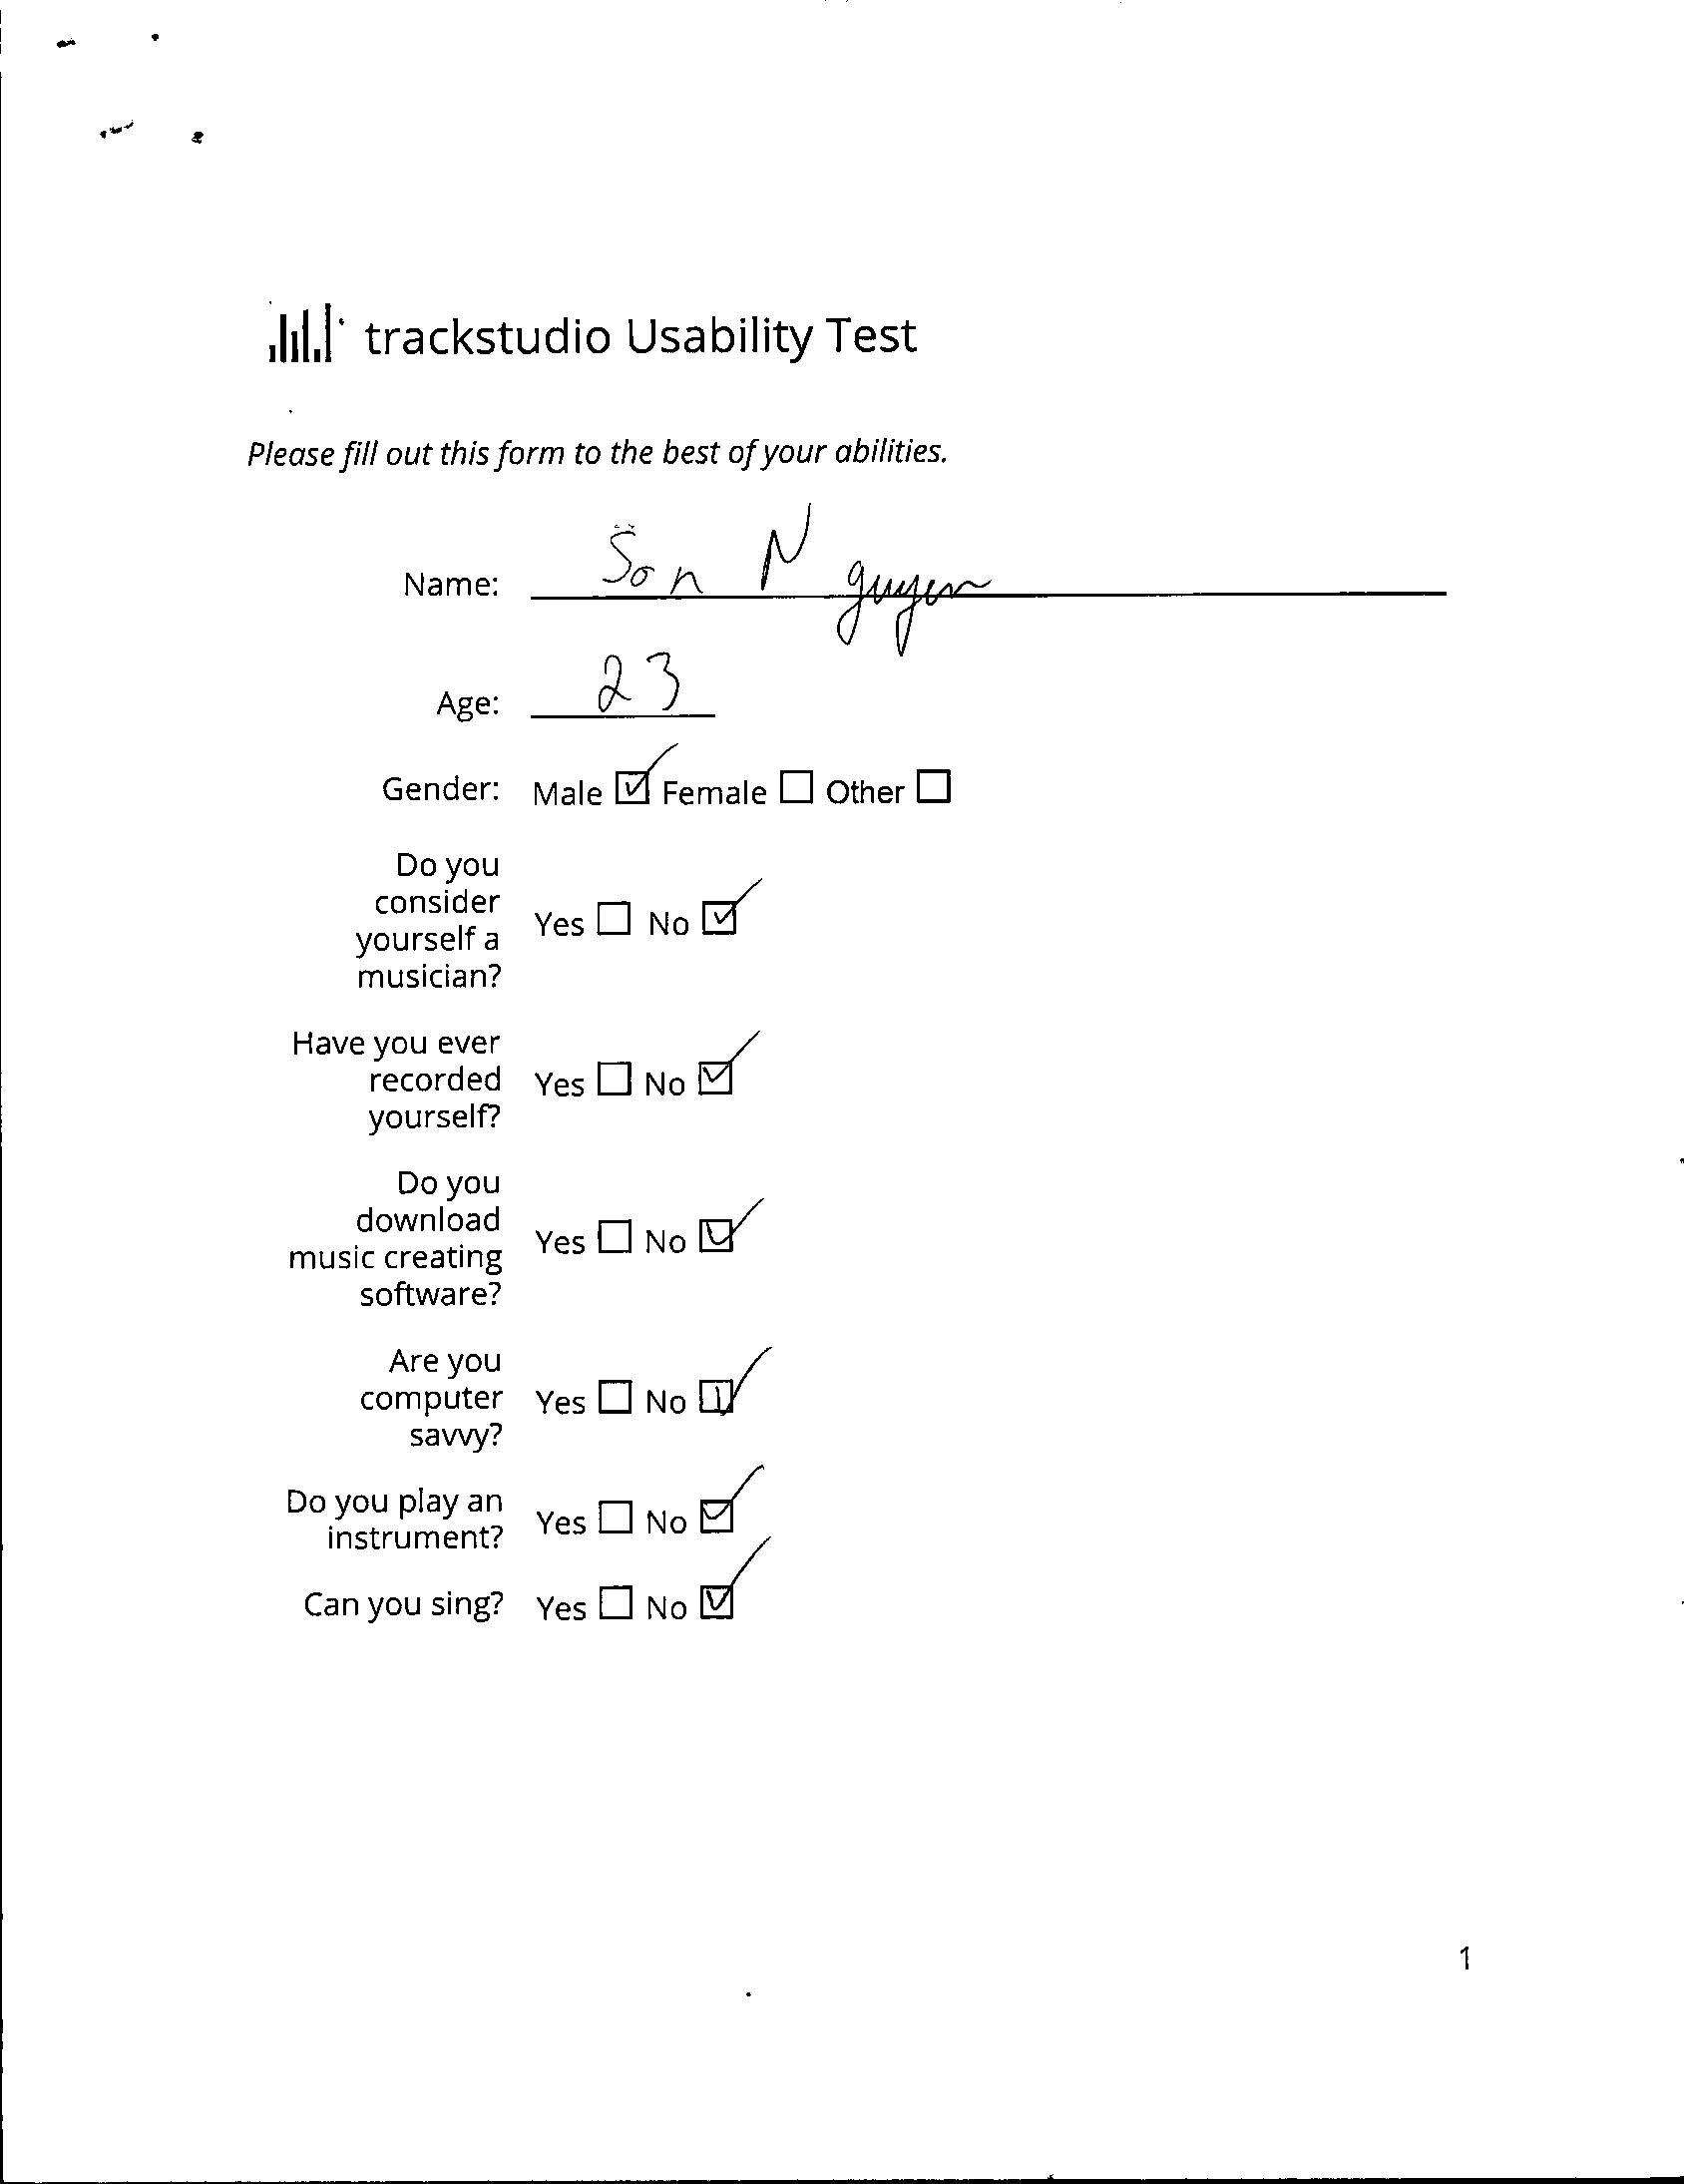 trackstudio Usability Test
Please fill out this form to the best of your abilities.
Name: Son Nguyen
Age: 23
Gender: Male ☑ Female ☐ Other ☐
Do you
consider
yourself a
musician?
Yes ☐ No ☑
Have you ever
recorded
yourself?
Yes ☐ No ☑
Do you
download
music creating
software?
Yes ☐ No ☑
Are you
computer
savvy?
Yes ☐ No ☑
Do you play an
instrument?
Yes ☐ No ☑
Can you sing? Yes ☐ No ☑
1